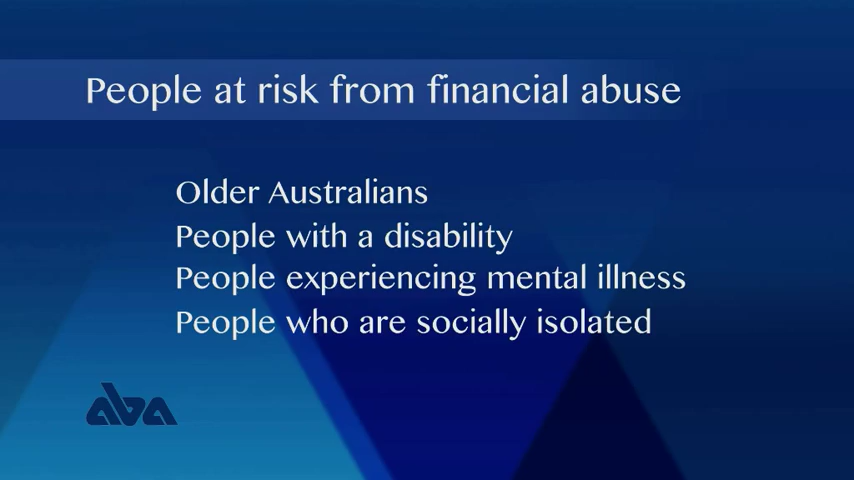 People at risk from financial abuse
Older Australians
People with a disability
People experiencing mental illness
People who are socially isolated
aba